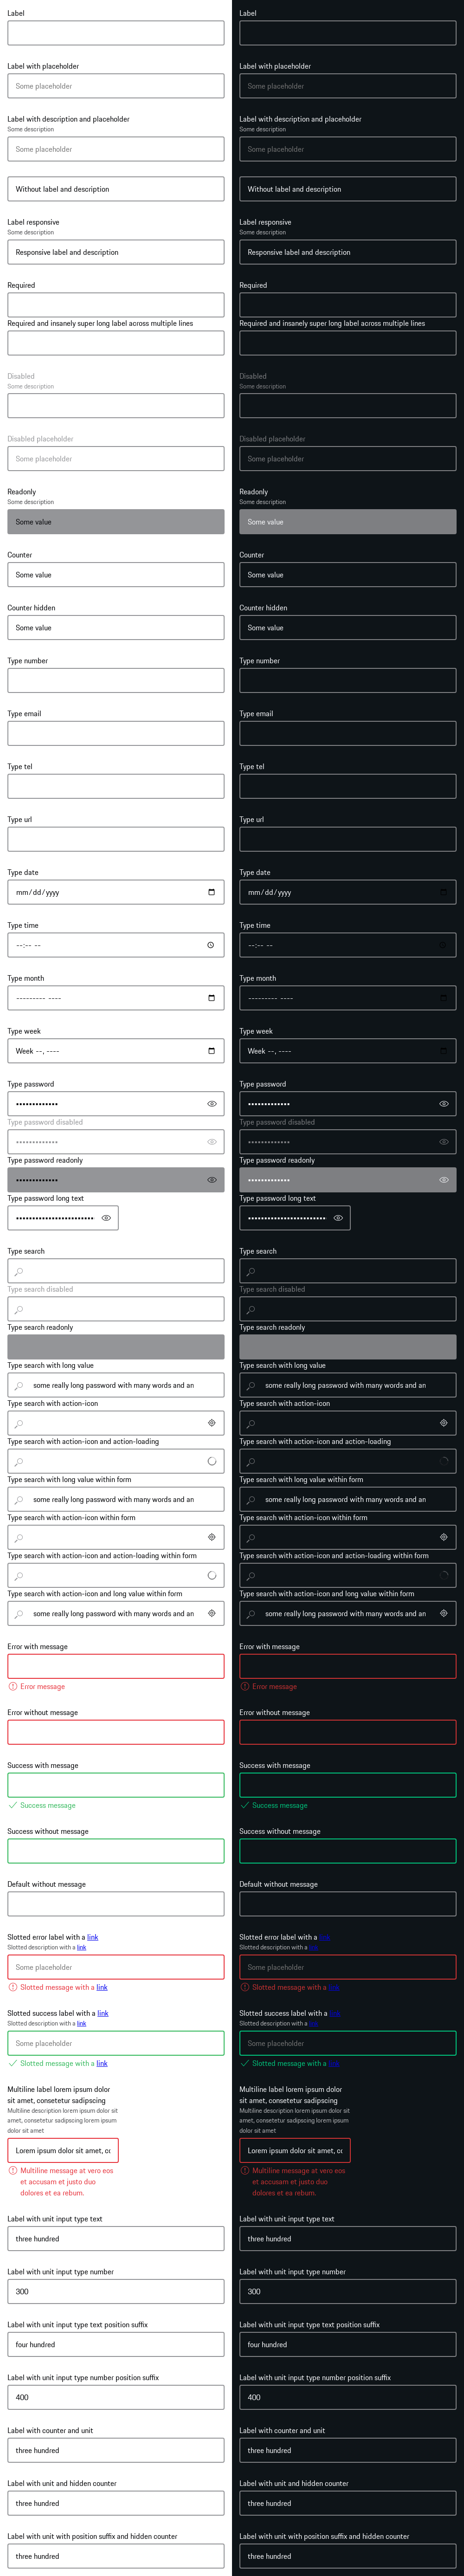 Label
Label with placeholder
Some placeholder
Label with description and placeholder
Some description
Some placeholder
Without label and description
Label responsive
Some description
Responsive label and description
Required
Required and insanely super long label across multiple lines
Disabled
Some description
Disabled placeholder
Some placeholder
Readonly
Some description
Some value
Counter
Some value
Counter hidden
Some value
Type number
Type email
Type tel
Type url
Type date
mm/dd/yyyy
Type time
--:-- --
Type month
--------- ----
Type week
Week --, ----
Type password
•••••••••••••
Type password disabled
•••••••••••••
Type password readonly
•••••••••••••
Type password long text
••••••••••••••••••••••••
Type search
Type search disabled
Type search readonly
Type search with long value
some really long password with many words and an
Type search with action-icon
Type search with action-icon and action-loading
Type search with long value within form
some really long password with many words and an
Type search with action-icon within form
Type search with action-icon and action-loading within form
Type search with action-icon and long value within form
some really long password with many words and an
Error with message
Error message
Error without message
Success with message
Success message
Success without message
Default without message
Slotted error label with a link
Slotted description with a link
Some placeholder
Slotted message with a link
Slotted success label with a link
Slotted description with a link
Some placeholder
Slotted message with a link
Multiline label lorem ipsum dolor
sit amet, consetetur sadipscing
Multiline description lorem ipsum dolor sit
amet, consetetur sadipscing lorem ipsum
dolor sit amet
Lorem ipsum dolor sit amet, cc
Multiline message at vero eos
et accusam et justo duo
dolores et ea rebum.
Label with unit input type text
three hundred
Label with unit input type number
300
Label with unit input type text position suffix
four hundred
Label with unit input type number position suffix
400
Label with counter and unit
three hundred
Label with unit and hidden counter
three hundred
Label with unit with position suffix and hidden counter
three hundred
Label
Label with placeholder
Some placeholder
Label with description and placeholder
Some description
Some placeholder
Without label and description
Label responsive
Some description
Responsive label and description
Required
Required and insanely super long label across multiple lines
Disabled
Some description
Disabled placeholder
Some placeholder
Readonly
Some description
Some value
Counter
Some value
Counter hidden
Some value
Type number
Type email
Type tel
Type url
Type date
mm/dd/yyyy
Type time
--:-- --
Type month
--------- ----
Type week
Week --, ----
Type password
•••••••••••••
Type password disabled
•••••••••••••
Type password readonly
•••••••••••••
Type password long text
••••••••••••••••••••••••
Type search
Type search disabled
Type search readonly
Type search with long value
some really long password with many words and an
Type search with action-icon
Type search with action-icon and action-loading
Type search with long value within form
some really long password with many words and an
Type search with action-icon within form
Type search with action-icon and action-loading within form
Type search with action-icon and long value within form
some really long password with many words and an
Error with message
Error message
Error without message
Success with message
Success message
Success without message
Default without message
Slotted error label with a link
Slotted description with a link
Some placeholder
Slotted message with a link
Slotted success label with a link
Slotted description with a link
Some placeholder
Slotted message with a link
Multiline label lorem ipsum dolor
sit amet, consetetur sadipscing
Multiline description lorem ipsum dolor sit
amet, consetetur sadipscing lorem ipsum
dolor sit amet
Lorem ipsum dolor sit amet, cc
Multiline message at vero eos
et accusam et justo duo
dolores et ea rebum.
Label with unit input type text
three hundred
Label with unit input type number
300
Label with unit input type text position suffix
four hundred
Label with unit input type number position suffix
400
Label with counter and unit
three hundred
Label with unit and hidden counter
three hundred
Label with unit with position suffix and hidden counter
three hundred